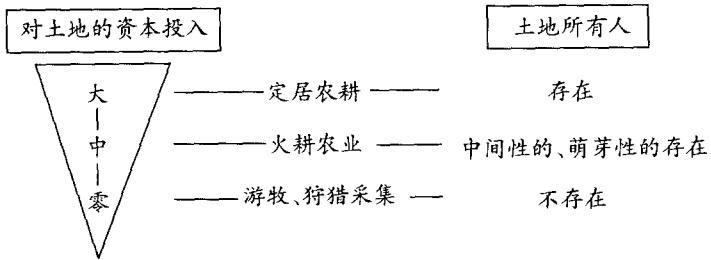 对土地的资本投入 土地所有人
大 定居农耕 存在
中 火耕农业 中间性的、萌芽性的存在
零 游牧、狩猎采集 不存在